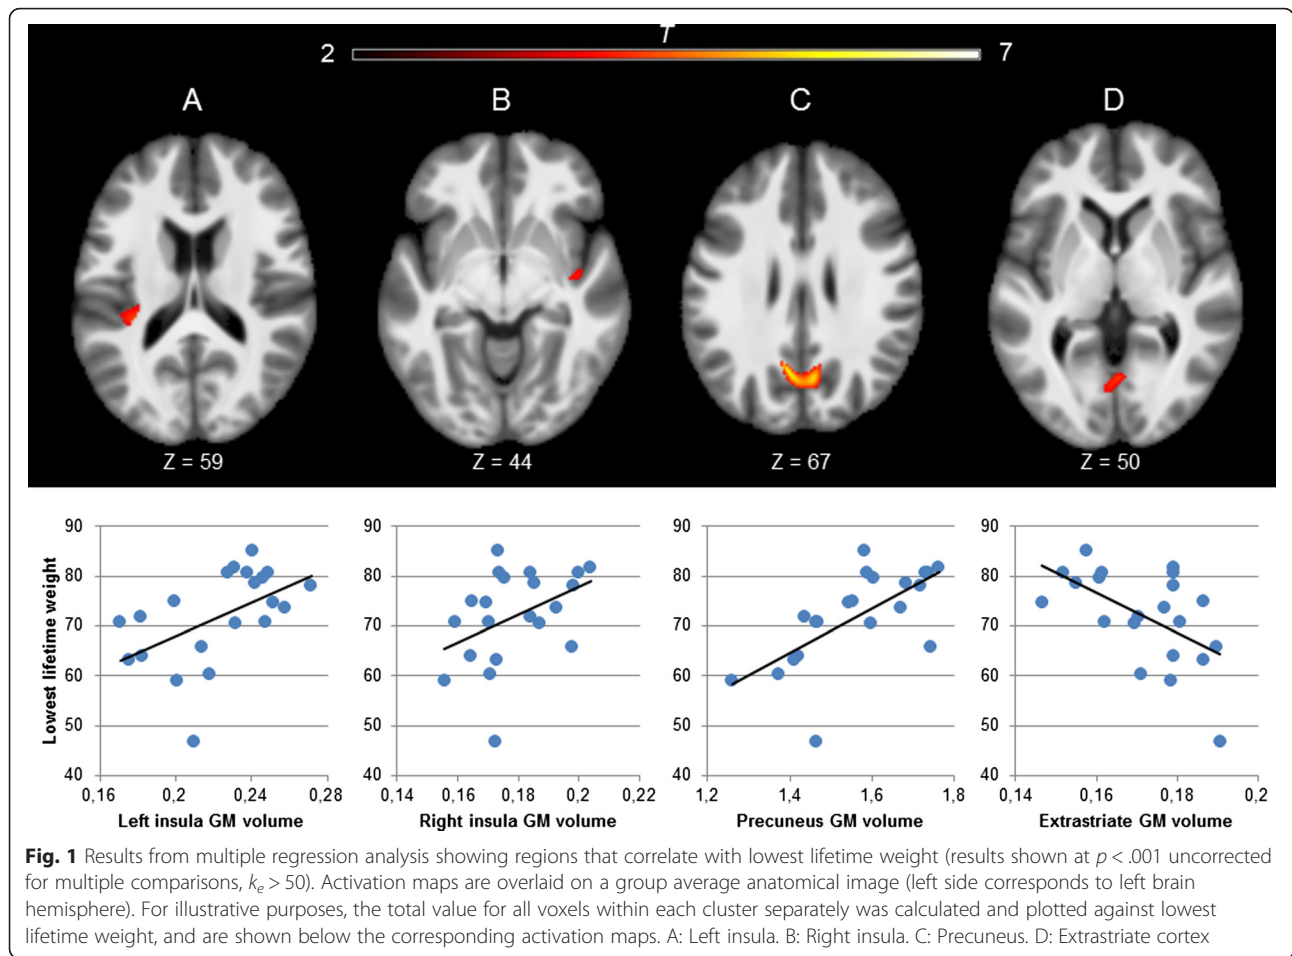 T
2 7
A B C D
Z = 59 Z = 44 Z = 67 Z = 50
Lowest lifetime weight
90
80
70
60
50
40
0,16 0,2 0,24 0,28
Left insula GM volume
90
80
70
60
50
40
0,14 0,16 0,18 0,2 0,22
Right insula GM volume
90
80
70
60
50
40
1,2 1,4 1,6 1,8
Precuneus GM volume
90
80
70
60
50
40
0,14 0,16 0,18 0,2
Extrastriate GM volume
Fig. 1 Results from multiple regression analysis showing regions that correlate with lowest lifetime weight (results shown at p < .001 uncorrected
for multiple comparisons, kₑ > 50). Activation maps are overlaid on a group average anatomical image (left side corresponds to left brain
hemisphere). For illustrative purposes, the total value for all voxels within each cluster separately was calculated and plotted against lowest
lifetime weight, and are shown below the corresponding activation maps. A: Left insula. B: Right insula. C: Precuneus. D: Extrastriate cortex